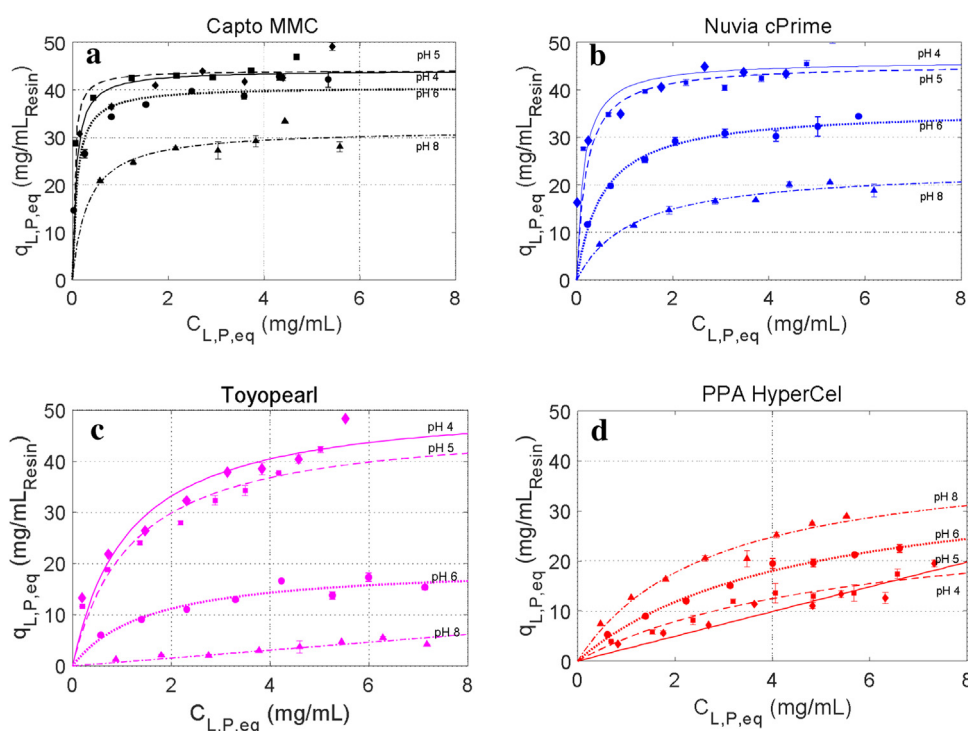 Capto MMC
a
pH 5
pH 4
pH 6
pH 8
50
40
30
20
10
0
0 2 4 6 8
q_L,P,eq (mg/mL_Resin)
C_L,P,eq (mg/mL)
Nuvia cPrime
b
pH 4
pH 5
pH 6
pH 8
50
40
30
20
10
0
0 2 4 6 8
q_L,P,eq (mg/mL_Resin)
C_L,P,eq (mg/mL)
Toyopearl
c
pH 4
pH 5
pH 6
pH 8
50
40
30
20
10
0
0 2 4 6 8
q_L,P,eq (mg/mL_Resin)
C_L,P,eq (mg/mL)
PPA HyperCel
d
pH 8
pH 6
pH 5
pH 4
50
40
30
20
10
0
0 2 4 6 8
q_L,P,eq (mg/mL_Resin)
C_L,P,eq (mg/mL)